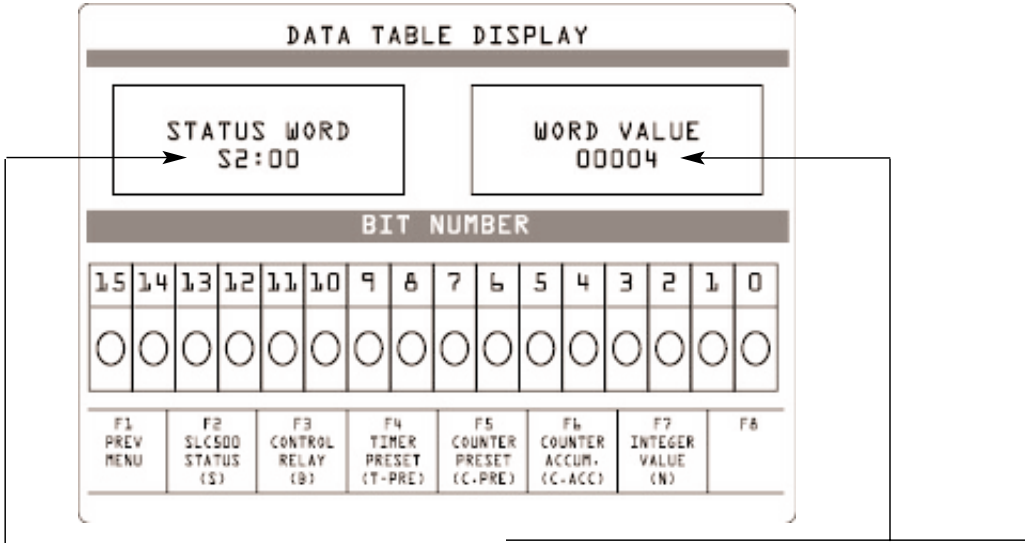 DATA TABLE DISPLAY
STATUS WORD
S2:00
WORD VALUE
00004
BIT NUMBER
15 14 13 12 11 10 9 8 7 6 5 4 3 2 1 0
F1 PREV MENU
F2 SLC500 STATUS (S)
F3 CONTROL RELAY (B)
F4 TIMER PRESET (T-PRE)
F5 COUNTER PRESET (C.PRE)
F6 COUNTER ACCUM. (C-ACC)
F7 INTEGER VALUE (N)
F8